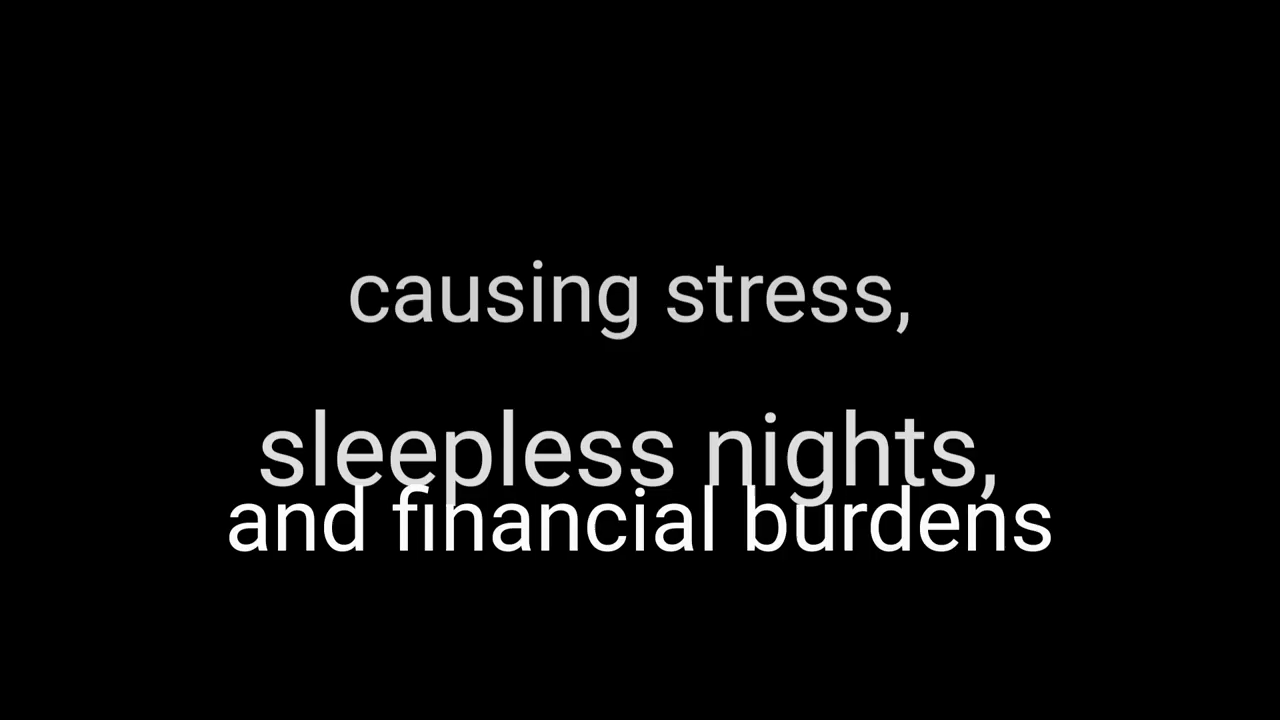 causing stress,
sleepless nights,
and financial burdens